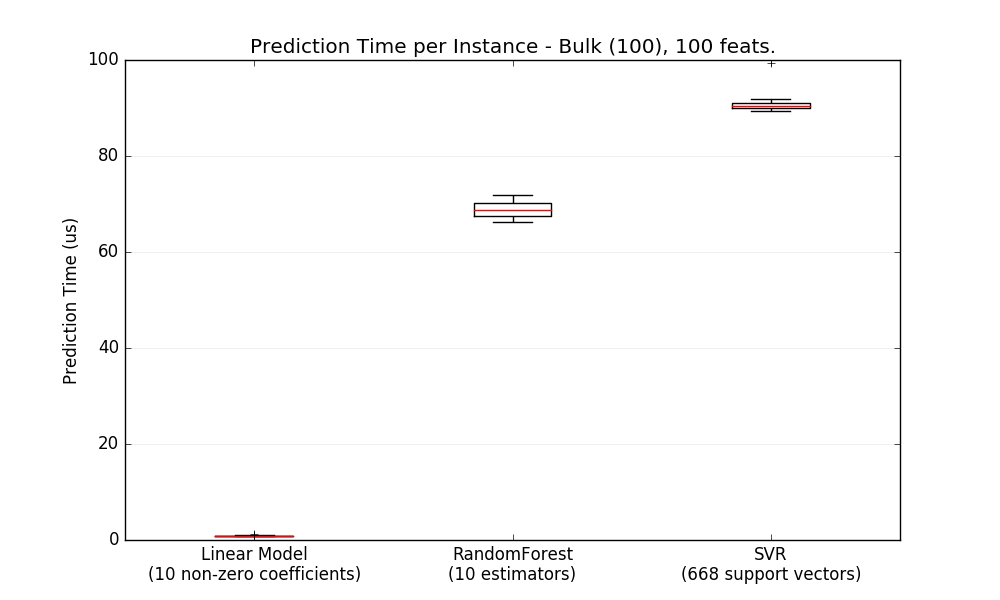 Prediction Time per Instance - Bulk (100), 100 feats.
100
80
60
40
20
0
Prediction Time (us)
Linear Model
(10 non-zero coefficients)
RandomForest
(10 estimators)
SVR
(668 support vectors)